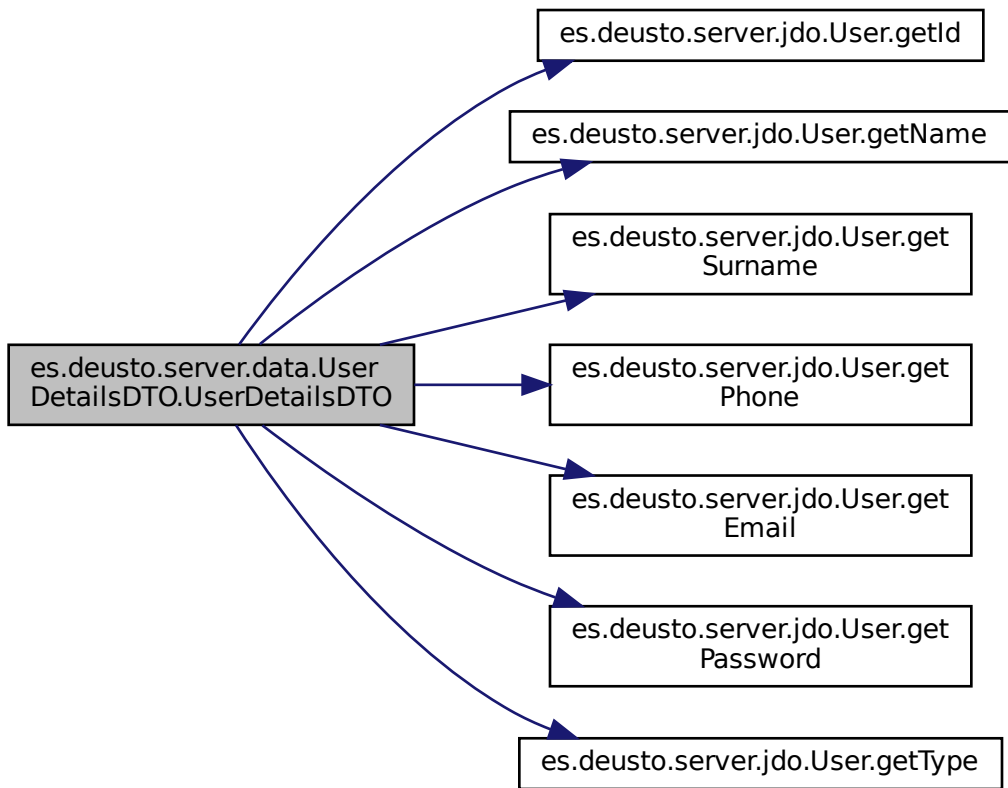 es.deusto.server.jdo.User.getId
es.deusto.server.jdo.User.getName
es.deusto.server.jdo.User.get
Surname
es.deusto.server.data.User
DetailsDTO.UserDetailsDTO
es.deusto.server.jdo.User.get
Phone
es.deusto.server.jdo.User.get
Email
es.deusto.server.jdo.User.get
Password
es.deusto.server.jdo.User.getType